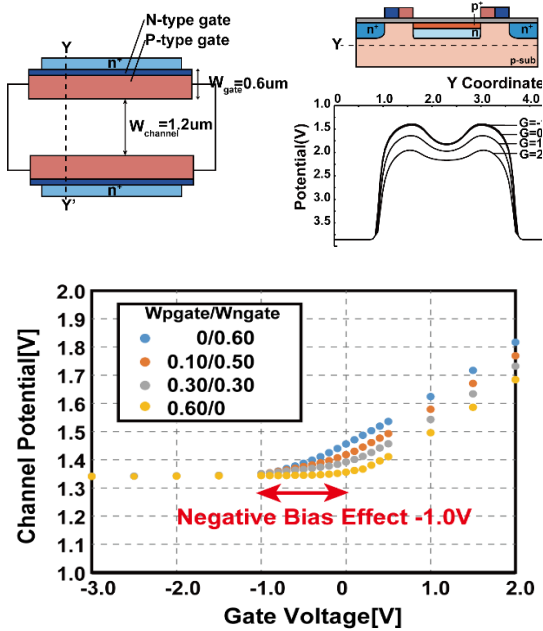 Y
N-type gate
P-type gate
n⁺
W gate=0.6um
W channel=1.2um
n⁺
Y'
p⁺
n⁺
n⁺
n
Y
p-sub
Y Coordinate
0.0
1.0
2.0
3.0
4.0
1.0
1.5
2.0
2.5
3.0
3.5
Potential(V)
G=-1
G=0
G=1
G=2
2.0
1.9
1.8
1.7
1.6
1.5
1.4
1.3
1.2
1.1
1.0
Channel Potential[V]
Wpgate/Wngate
0/0.60
0.10/0.50
0.30/0.30
0.60/0
Negative Bias Effect -1.0V
-3.0
-2.0
-1.0
0
1.0
2.0
Gate Voltage[V]